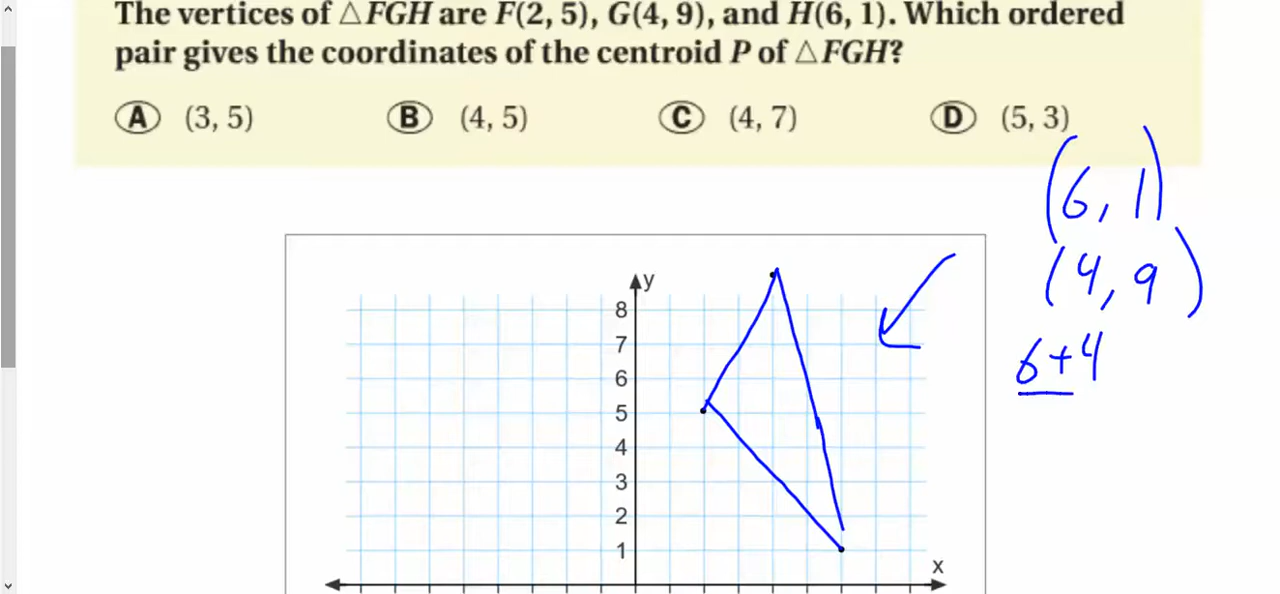 The vertices of △FGH are F(2, 5), G(4, 9), and H(6, 1). Which ordered
pair gives the coordinates of the centroid P of △FGH?
A (3, 5) B (4, 5) C (4, 7) D (5, 3)
(6, 1)
(4, 9)
6+4
y
8
7
6
5
4
3
2
1
x